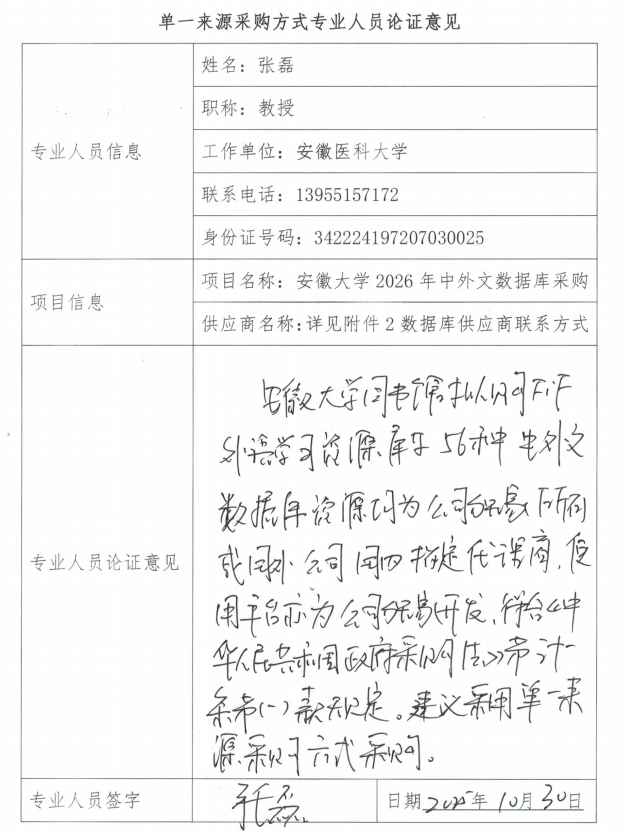 单一来源采购方式专业人员论证意见
专业人员信息
姓名：张磊
职称：教授
工作单位：安徽医科大学
联系电话：13955157172
身份证号码：342224197207030025
项目信息
项目名称：安徽大学 2026 年中外文数据库采购
供应商名称：详见附件 2 数据库供应商联系方式
专业人员论证意见
安徽大学图书馆拟采购FiF
外语学习资源库等56种中外文
数据库资源均为公司独家所有
或国外公司国内指定代理商，使
用平台亦为公司独家开发，符合《中
华人民共和国政府采购法》第三十一
条第(一)款规定。建议采用单一来
源采购方式采购。
专业人员签字
张磊
日期 2025年 10月 30日